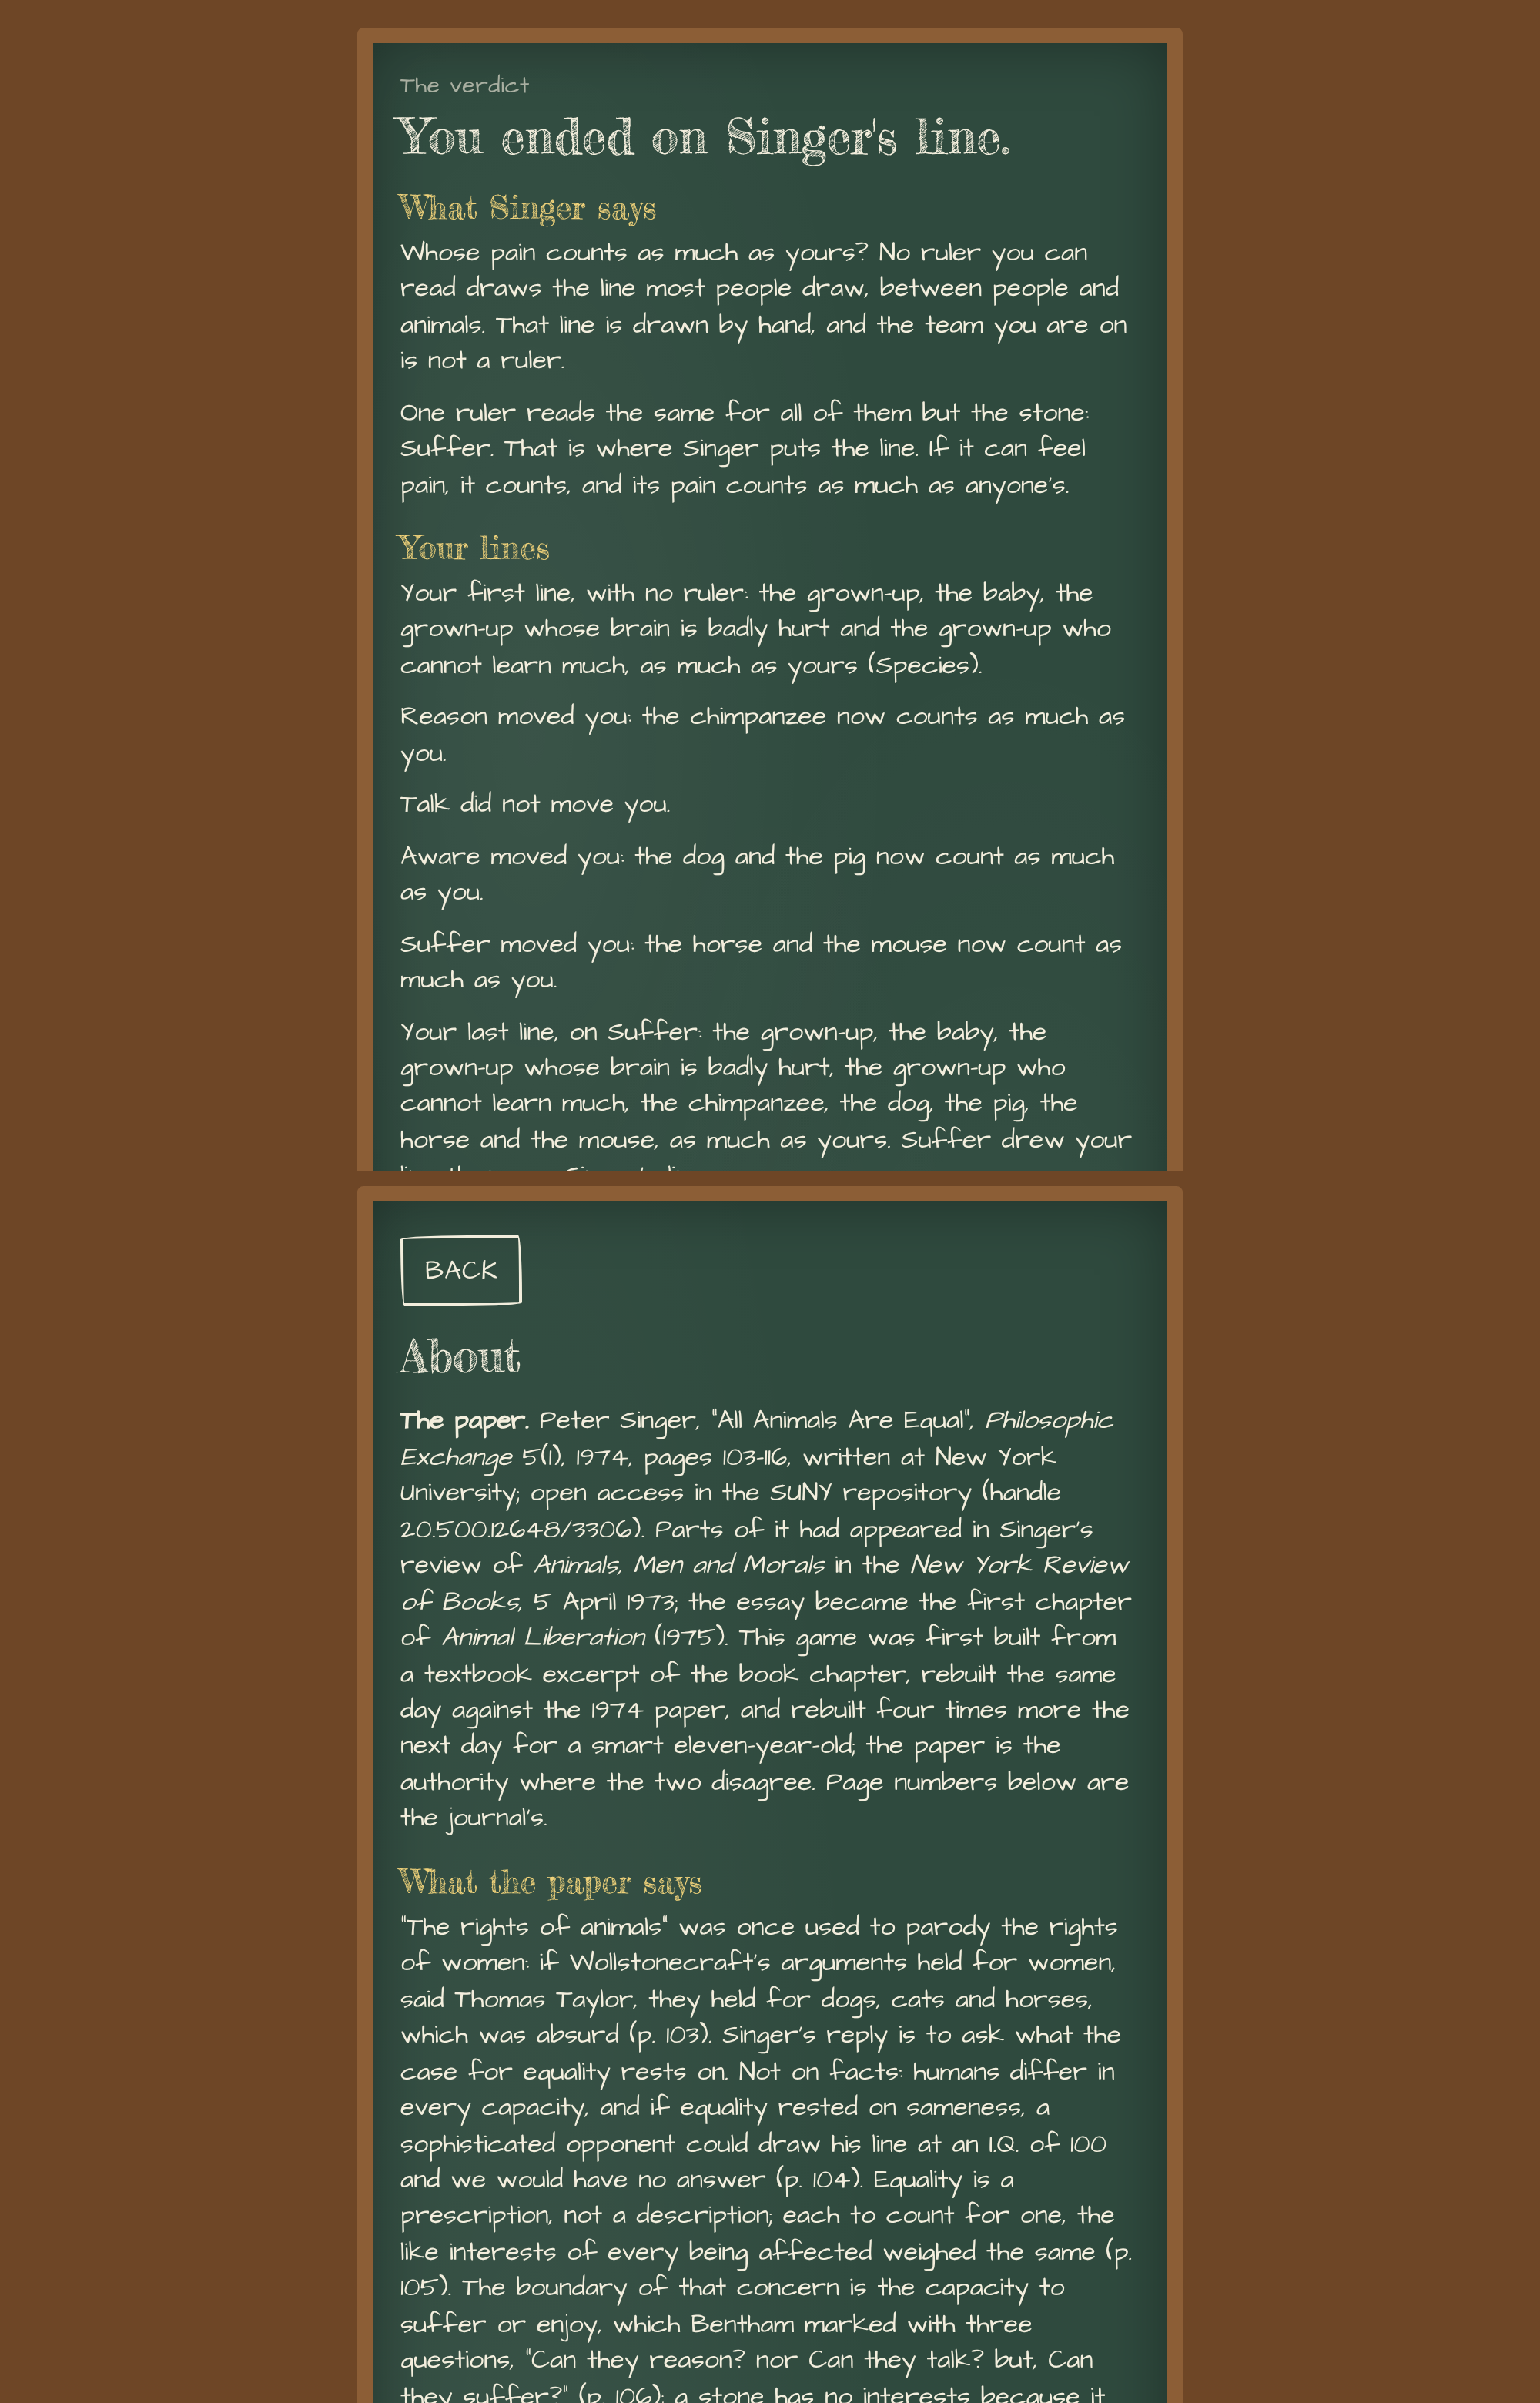 The verdict
You ended on Singer's line.
What Singer says
Whose pain counts as much as yours? No ruler you can
read draws the line most people draw, between people and
animals. That line is drawn by hand, and the team you are on
is not a ruler.
One ruler reads the same for all of them but the stone:
Suffer. That is where Singer puts the line. If it can feel
pain, it counts, and its pain counts as much as anyone's.
Your lines
Your first line, with no ruler: the grown-up, the baby, the
grown-up whose brain is badly hurt and the grown-up who
cannot learn much, as much as yours (Species).
Reason moved you: the chimpanzee now counts as much as
you.
Talk did not move you.
Aware moved you: the dog and the pig now count as much
as you.
Suffer moved you: the horse and the mouse now count as
much as you.
Your last line, on Suffer: the grown-up, the baby, the
grown-up whose brain is badly hurt, the grown-up who
cannot learn much, the chimpanzee, the dog, the pig, the
horse and the mouse, as much as yours. Suffer drew your
BACK
About
The paper. Peter Singer, "All Animals Are Equal", Philosophic
Exchange 5(1), 1974, pages 103-116, written at New York
University; open access in the SUNY repository (handle
20.500.12648/3306). Parts of it had appeared in Singer's
review of Animals, Men and Morals in the New York Review
of Books, 5 April 1973; the essay became the first chapter
of Animal Liberation (1975). This game was first built from
a textbook excerpt of the book chapter, rebuilt the same
day against the 1974 paper, and rebuilt four times more the
next day for a smart eleven-year-old; the paper is the
authority where the two disagree. Page numbers below are
the journal's.
What the paper says
"The rights of animals" was once used to parody the rights
of women: if Wollstonecraft's arguments held for women,
said Thomas Taylor, they held for dogs, cats and horses,
which was absurd (p. 103). Singer's reply is to ask what the
case for equality rests on. Not on facts: humans differ in
every capacity, and if equality rested on sameness, a
sophisticated opponent could draw his line at an I.Q. of 100
and we would have no answer (p. 104). Equality is a
prescription, not a description; each to count for one, the
like interests of every being affected weighed the same (p.
105). The boundary of that concern is the capacity to
suffer or enjoy, which Bentham marked with three
questions, "Can they reason? nor Can they talk? but, Can
they suffer?" (p. 106); a stone has no interests because it